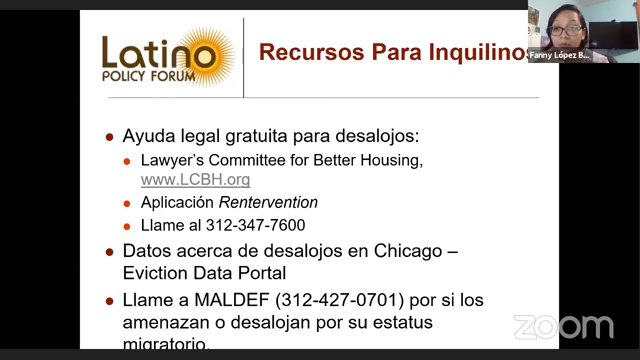 Latino
POLICY FORUM
Recursos Para Inquilino
Fanny López B...
Ayuda legal gratuita para desalojos:
Lawyer's Committee for Better Housing,
www.LCBH.org
Aplicación Rentervention
Llame al 312-347-7600
Datos acerca de desalojos en Chicago –
Eviction Data Portal
Llame a MALDEF (312-427-0701) por si los
amenazan o desalojan por su estatus
migratorio.
zoom